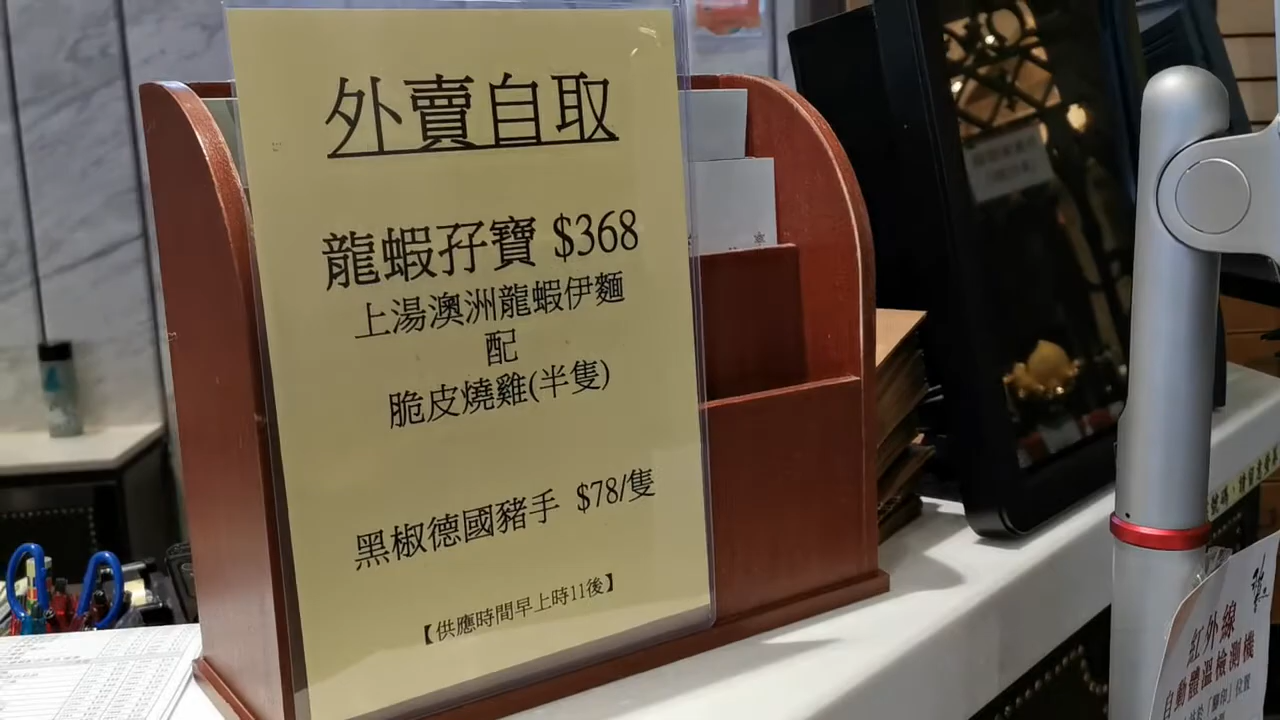 外賣自取
龍蝦孖寶 $368
上湯澳洲龍蝦伊麵
配
脆皮燒雞(半隻)
黑椒德國豬手 $78/隻
【供應時間早上時11後】
紅外線
自動體溫檢測機